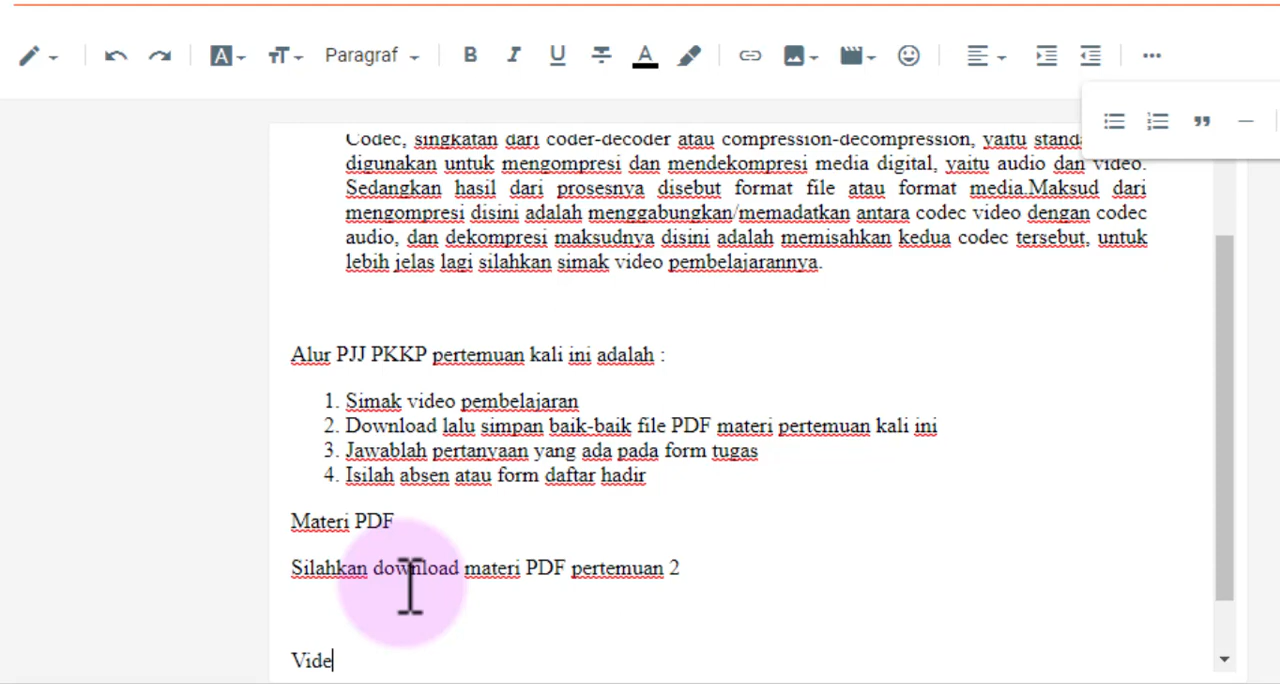 Paragraf
Codec, singkatan dari coder-decoder atau compression-decompression, yaitu
digunakan untuk mengompresi dan mendekompresi media digital, yaitu audio dan video.
Sedangkan hasil dari prosesnya disebut format file atau format media.Maksud dari
mengompresi disini adalah menggabungkan/memadatkan antara codec video dengan codec
audio, dan dekompresi maksudnya disini adalah memisahkan kedua codec tersebut, untuk
lebih jelas lagi silahkan simak video pembelajarannya.
Alur PJJ PKKP pertemuan kali ini adalah :
1. Simak video pembelajaran
2. Download lalu simpan baik-baik file PDF materi pertemuan kali ini
3. Jawablah pertanyaan yang ada pada form tugas
4. Isilah absen atau form daftar hadir
Materi PDF
Silahkan download materi PDF pertemuan 2
Vide